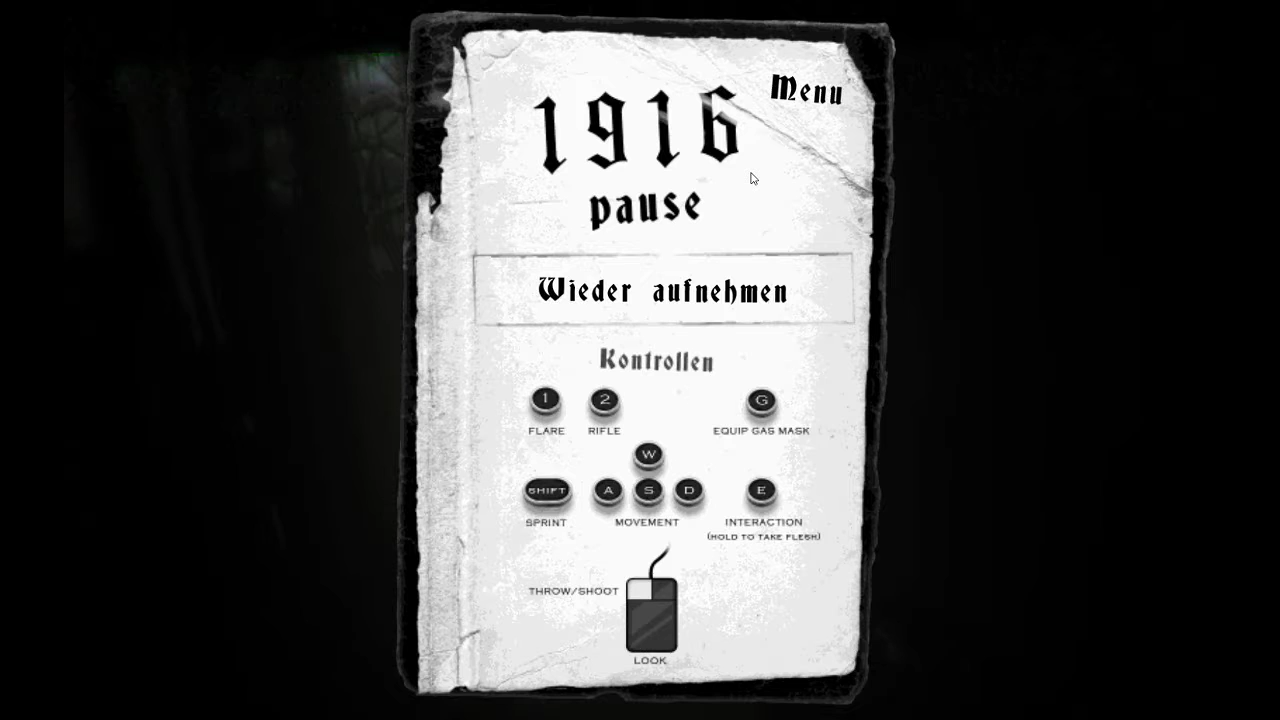 Menu
1916
pause
Wieder aufnehmen
Kontrollen
1 2 G
FLARE RIFLE EQUIP GAS MASK
W
SHIFT A S D E
SPRINT MOVEMENT INTERACTION
(HOLD TO TAKE FLESH)
THROW/SHOOT
LOOK